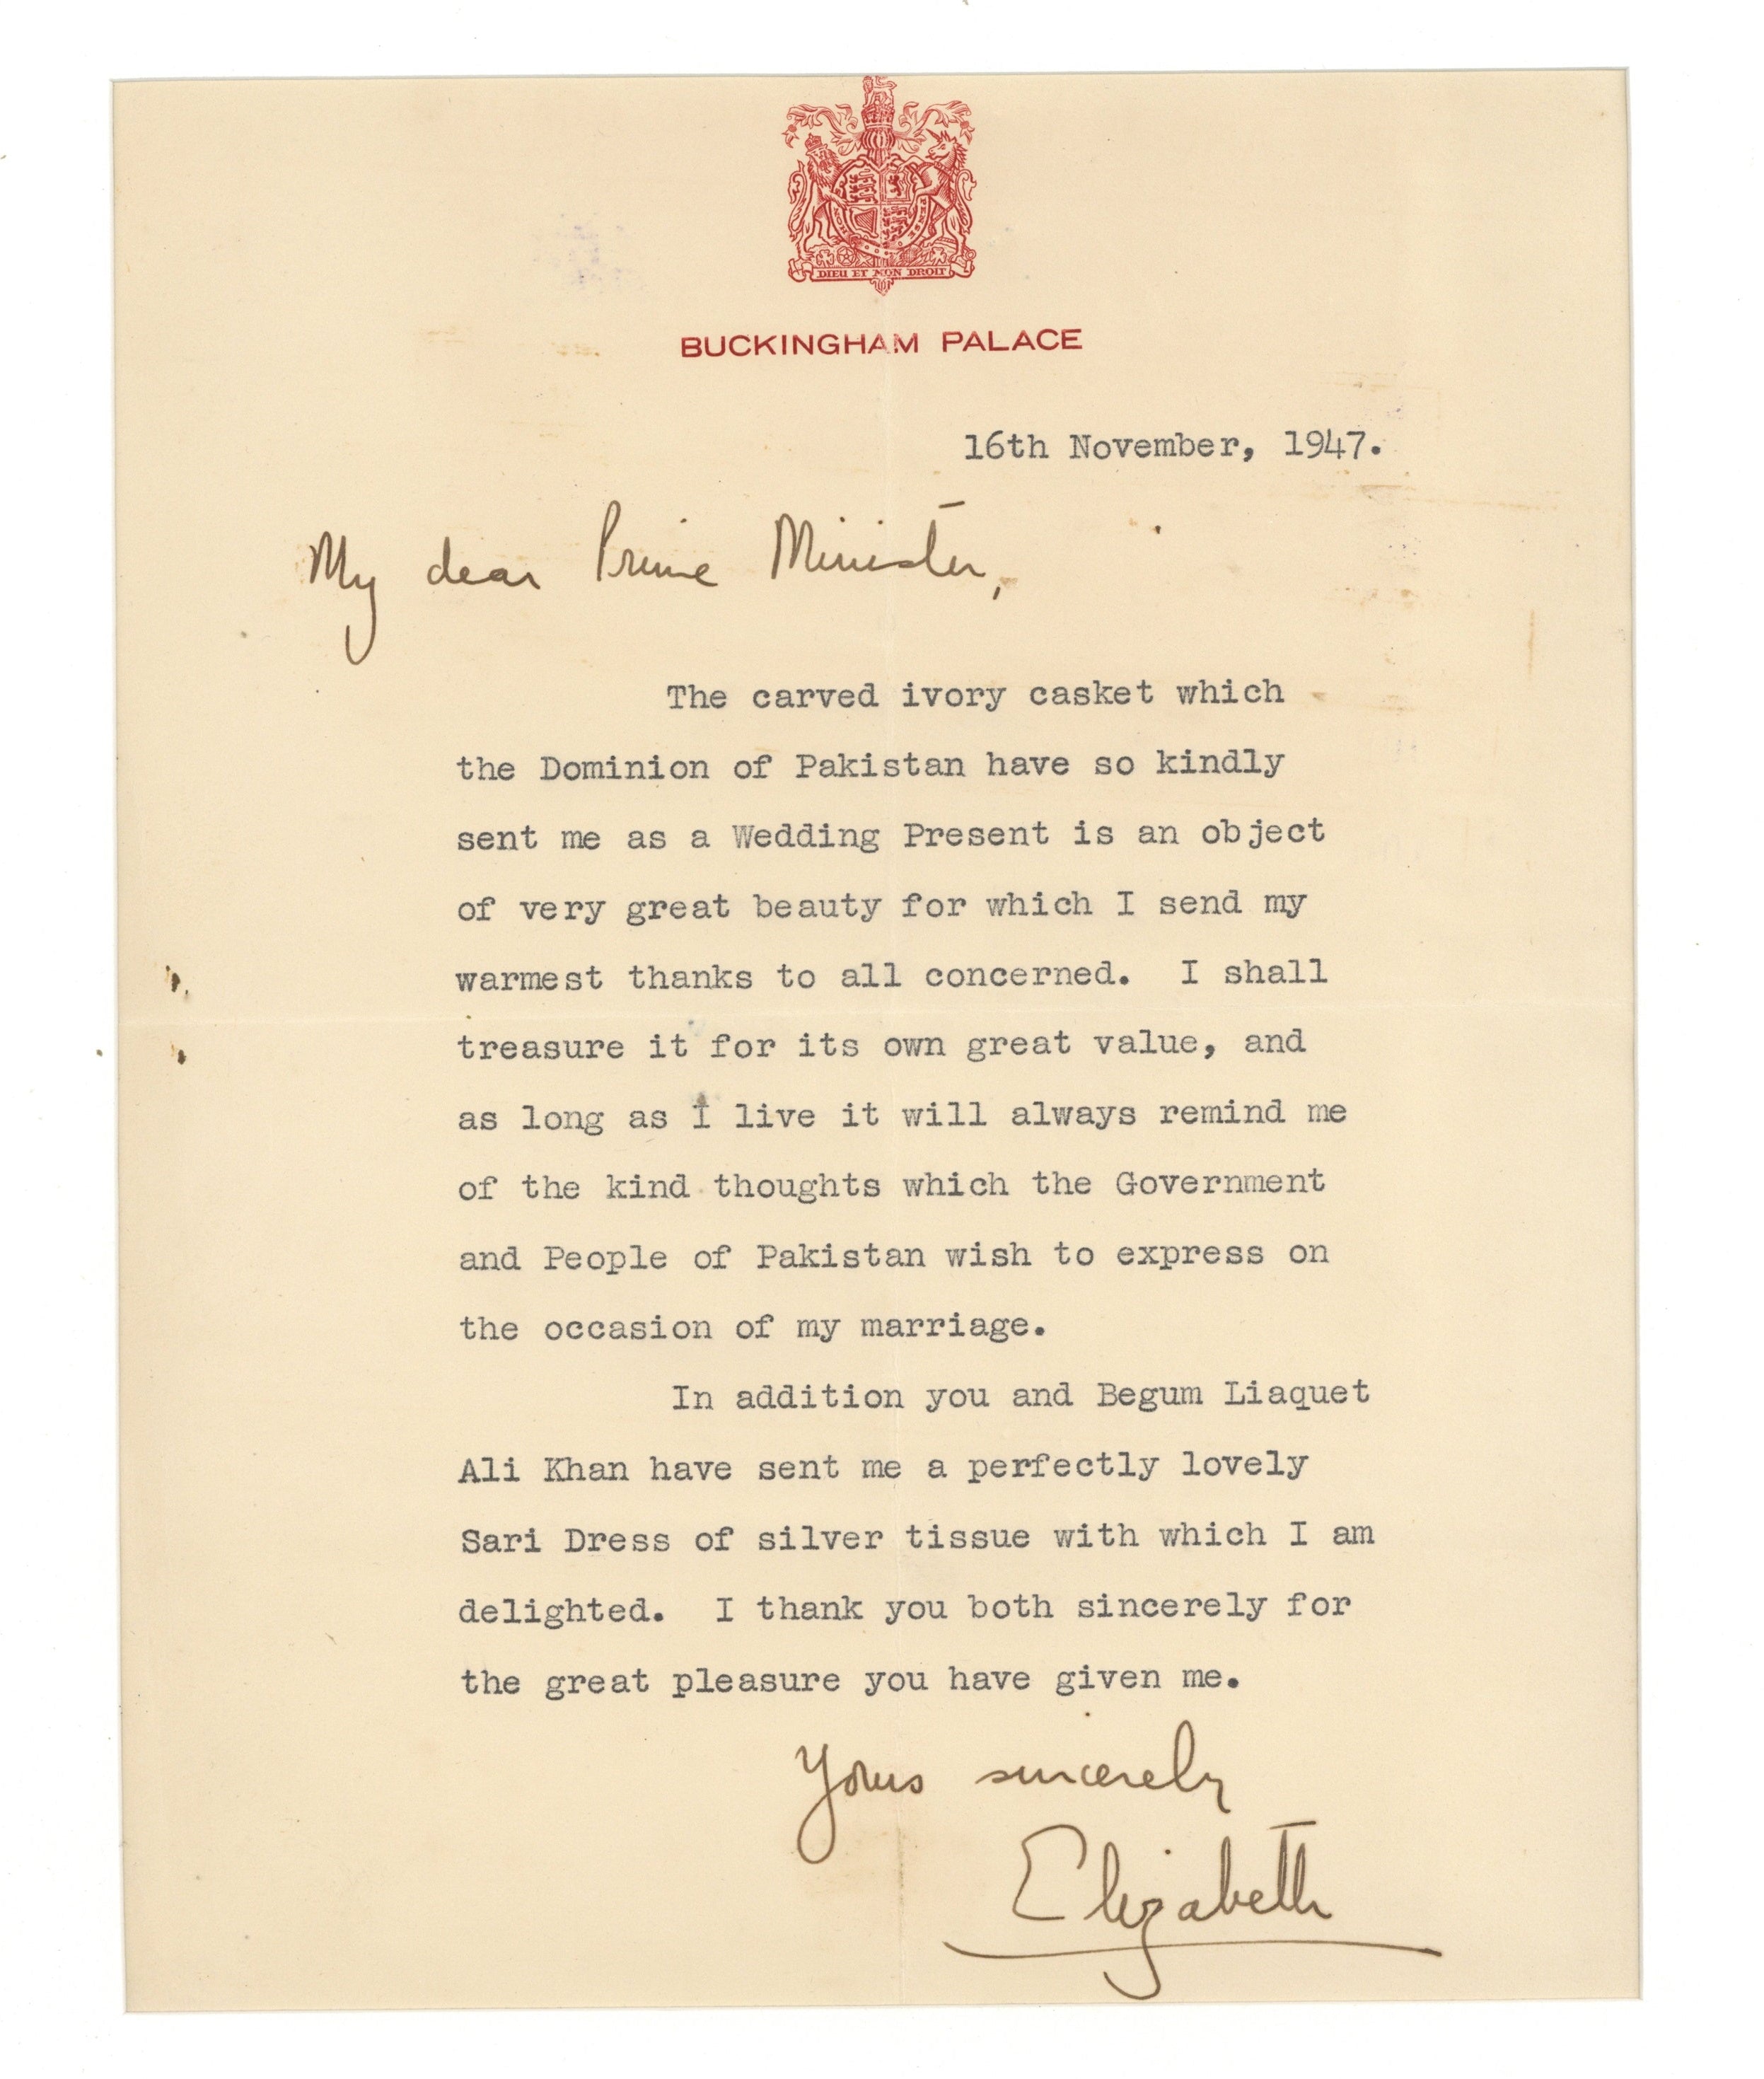 DIEU ET MON DROIT
BUCKINGHAM PALACE
16th November, 1947.
My dear Prime Minister,
The carved ivory casket which
the Dominion of Pakistan have so kindly
sent me as a Wedding Present is an object
of very great beauty for which I send my
warmest thanks to all concerned. I shall
treasure it for its own great value, and
as long as I live it will always remind me
of the kind thoughts which the Government
and People of Pakistan wish to express on
the occasion of my marriage.
In addition you and Begum Liaquet
Ali Khan have sent me a perfectly lovely
Sari Dress of silver tissue with which I am
delighted. I thank you both sincerely for
the great pleasure you have given me.
Yours sincerely
Elizabeth